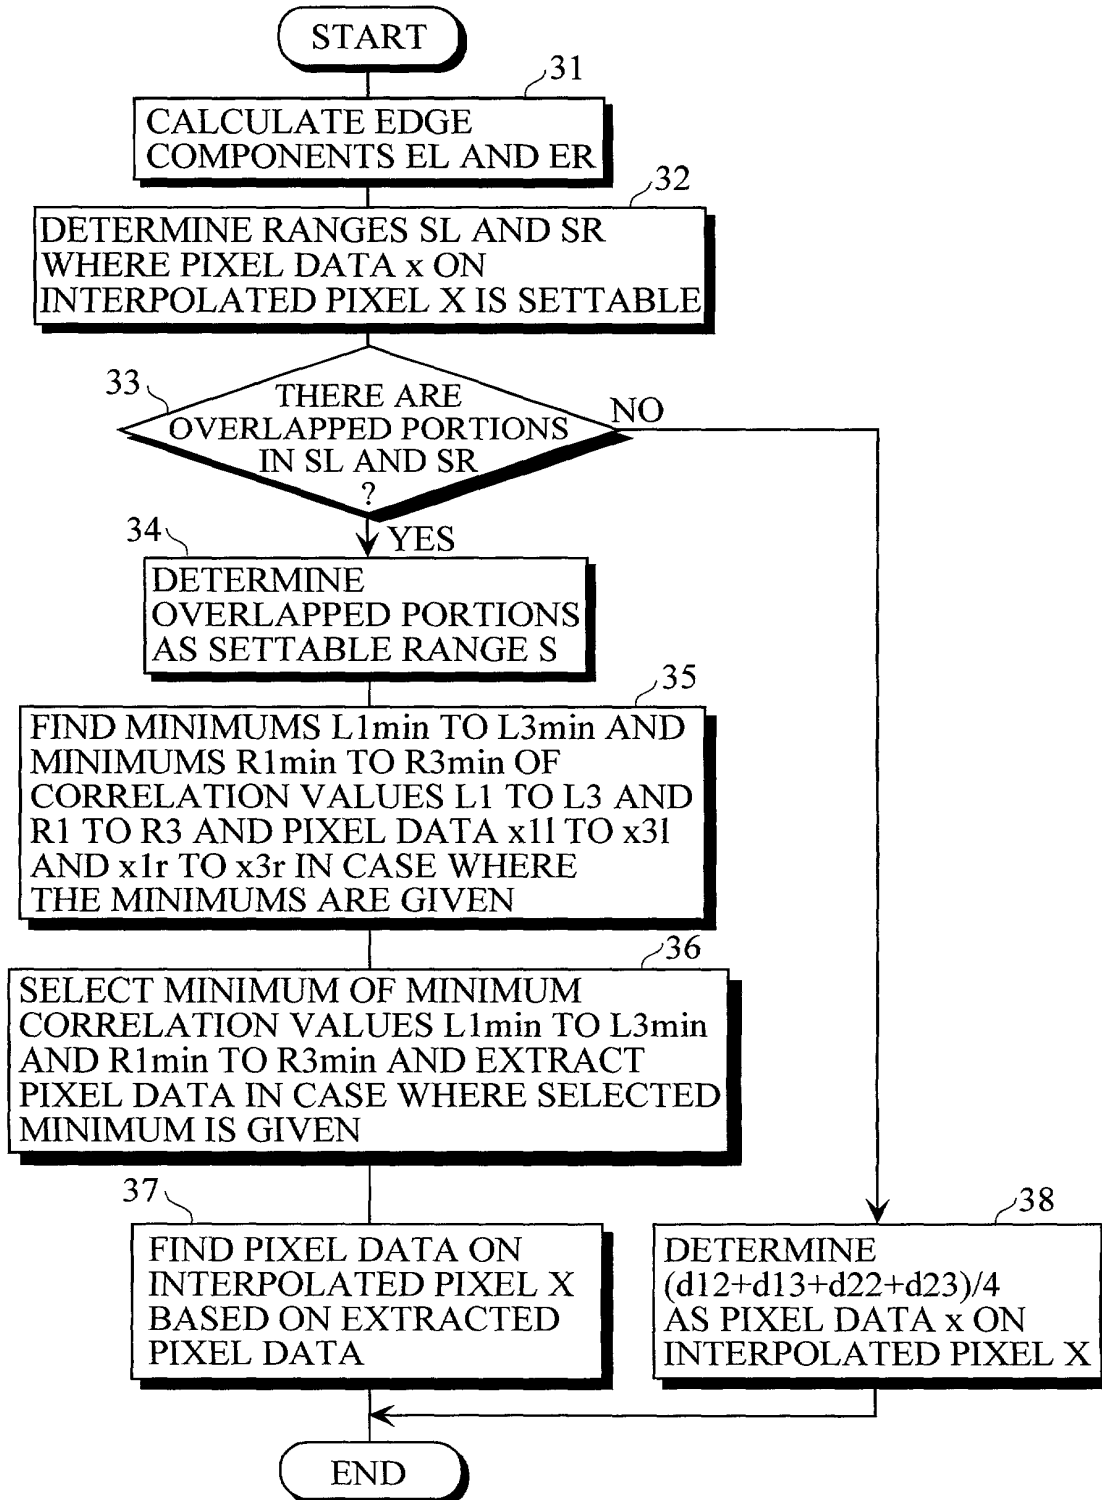 START
31
CALCULATE EDGE
COMPONENTS EL AND ER
32
DETERMINE RANGES SL AND SR
WHERE PIXEL DATA x ON
INTERPOLATED PIXEL X IS SETTABLE
33
THERE ARE
OVERLAPPED PORTIONS
IN SL AND SR
?
NO
YES
34
DETERMINE
OVERLAPPED PORTIONS
AS SETTABLE RANGE S
35
FIND MINIMUMS L1min TO L3min AND
MINIMUMS R1min TO R3min OF
CORRELATION VALUES L1 TO L3 AND
R1 TO R3 AND PIXEL DATA x1l TO x3l
AND x1r TO x3r IN CASE WHERE
THE MINIMUMS ARE GIVEN
36
SELECT MINIMUM OF MINIMUM
CORRELATION VALUES L1min TO L3min
AND R1min TO R3min AND EXTRACT
PIXEL DATA IN CASE WHERE SELECTED
MINIMUM IS GIVEN
37
FIND PIXEL DATA ON
INTERPOLATED PIXEL X
BASED ON EXTRACTED
PIXEL DATA
38
DETERMINE
(d12+d13+d22+d23)/4
AS PIXEL DATA x ON
INTERPOLATED PIXEL X
END